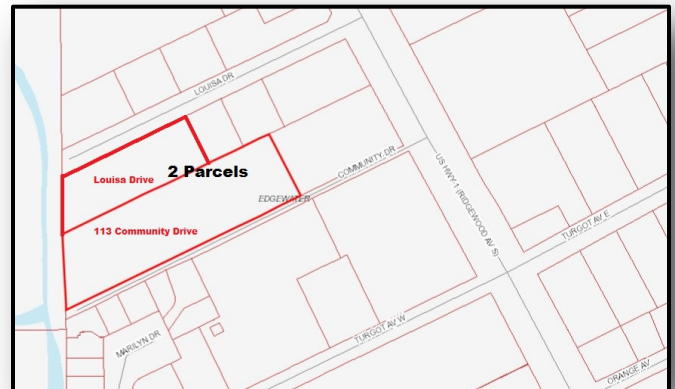 LOUISA DR
Louisa Drive
2 Parcels
COMMUNITY DR
EDGEWATER
113 Community Drive
US HWY 1 (RIDGEWOOD AV S)
TURGOT AV E
TURGOT AV W
MARILYN DR
ORANGE AV